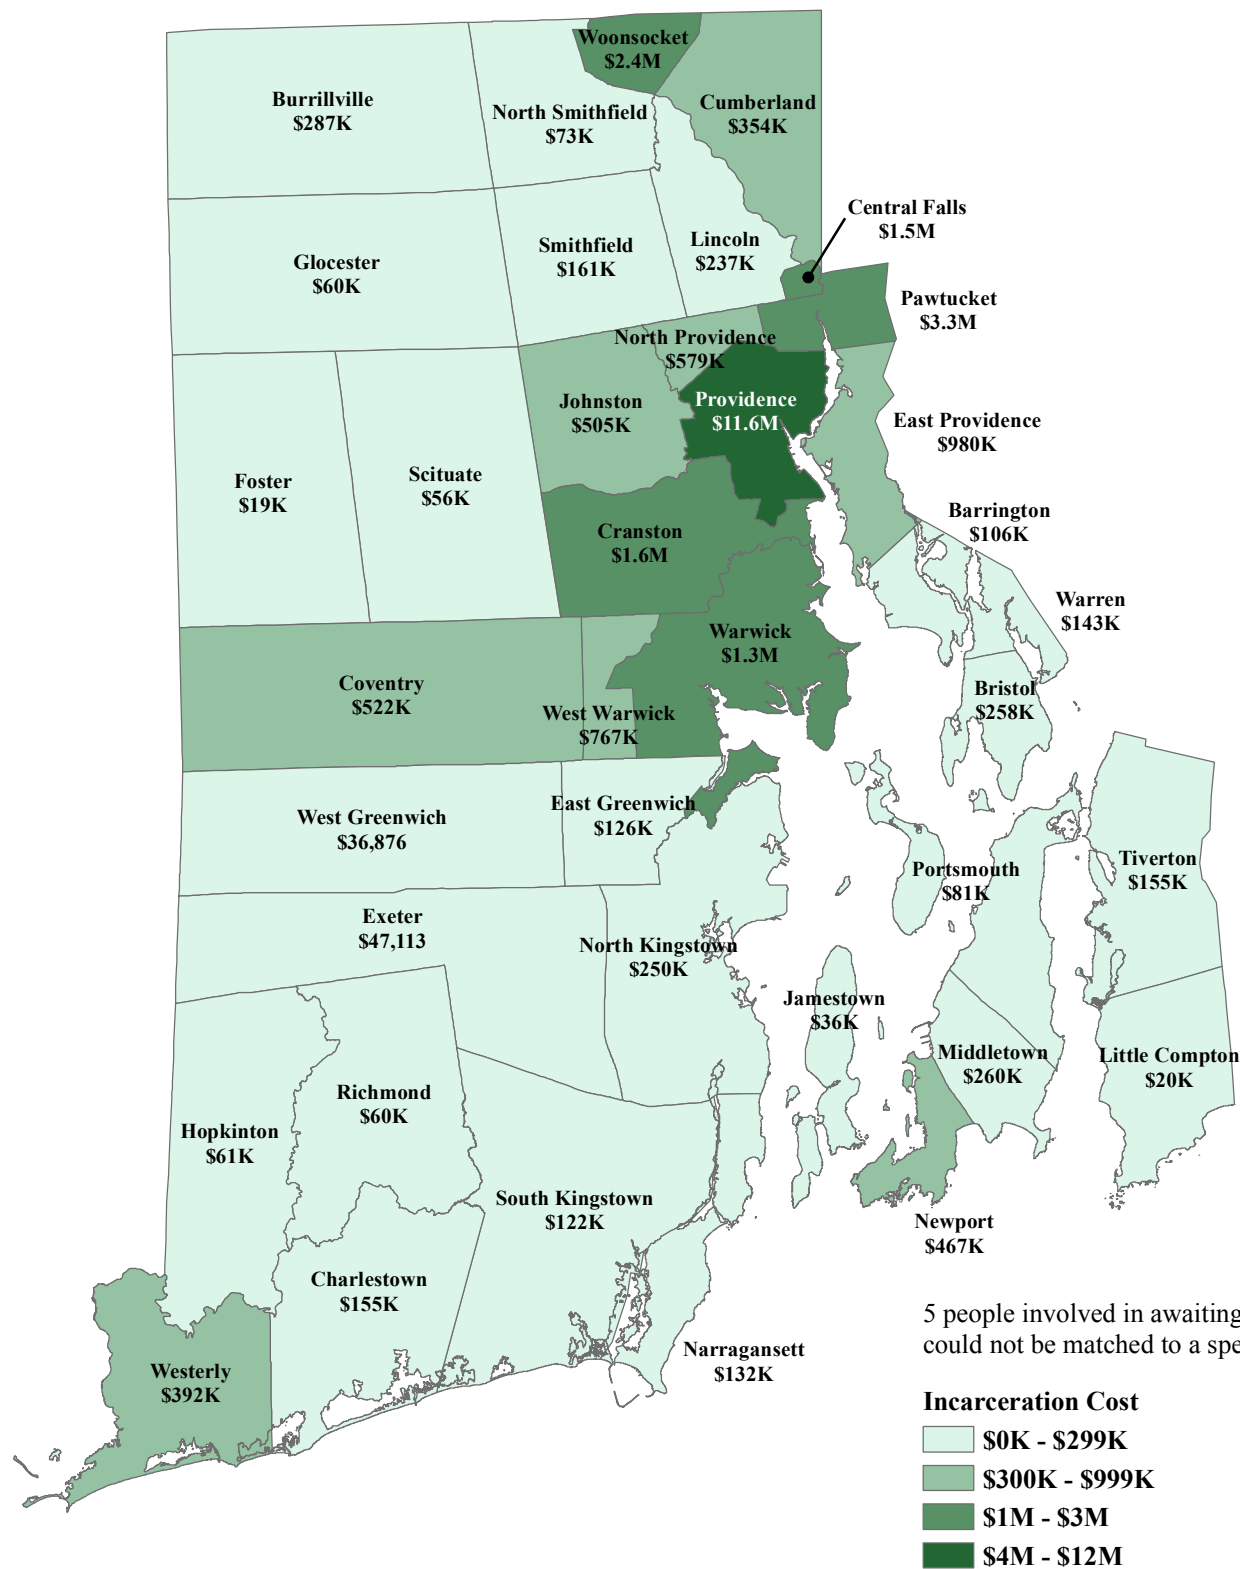 Woonsocket
$2.4M
Burrillville
$287K
North Smithfield
$73K
Cumberland
$354K
Central Falls
$1.5M
Glocester
$60K
Smithfield
$161K
Lincoln
$237K
Pawtucket
$3.3M
North Providence
$579K
Johnston
$505K
Providence
$11.6M
East Providence
$980K
Foster
$19K
Scituate
$56K
Cranston
$1.6M
Barrington
$106K
Warren
$143K
Warwick
$1.3M
Coventry
$522K
West Warwick
$767K
Bristol
$258K
West Greenwich
$36,876
East Greenwich
$126K
Portsmouth
$81K
Tiverton
$155K
Exeter
$47,113
North Kingstown
$250K
Jamestown
$36K
Middletown
$260K
Little Compton
$20K
Richmond
$60K
Hopkinton
$61K
South Kingstown
$122K
Newport
$467K
Charlestown
$155K
Narragansett
$132K
Westerly
$392K
5 people involved in awaiting
could not be matched to a spe
Incarceration Cost
$0K - $299K
$300K - $999K
$1M - $3M
$4M - $12M